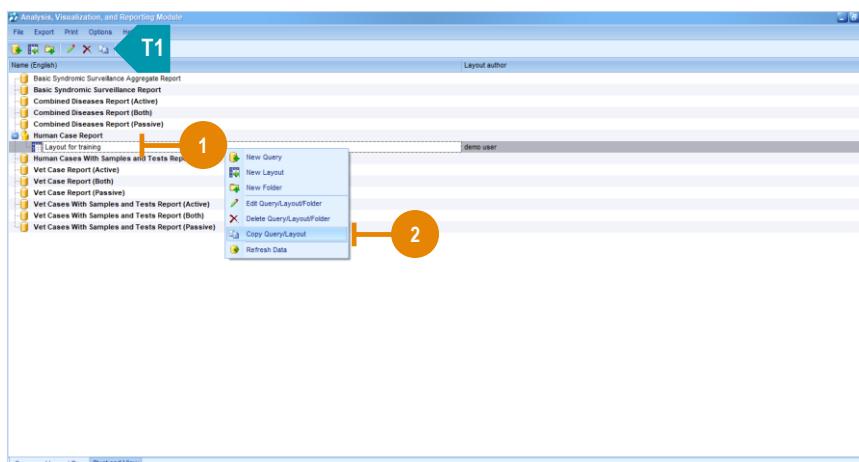 Analysis, Visualization, and Reporting Module
File Export Print Options
T1
Name (English) Layout author
Basic Syndromic Surveillance Aggregate Report
Basic Syndromic Surveillance Report
Combined Diseases Report (Active)
Combined Diseases Report (Both)
Combined Diseases Report (Passive)
Human Case Report
Layout for training demo user
1
Human Cases With Samples and Tests
Vet Case Report (Active)
Vet Case Report (Both)
Vet Case Report (Passive)
Vet Cases With Samples and Tests Report (Active)
Vet Cases With Samples and Tests Report (Both)
Vet Cases With Samples and Tests Report (Passive)
New Query
New Layout
New Folder
Edit Query/Layout/Folder
Delete Query/Layout/Folder
Copy Query/Layout
Refresh Data
2